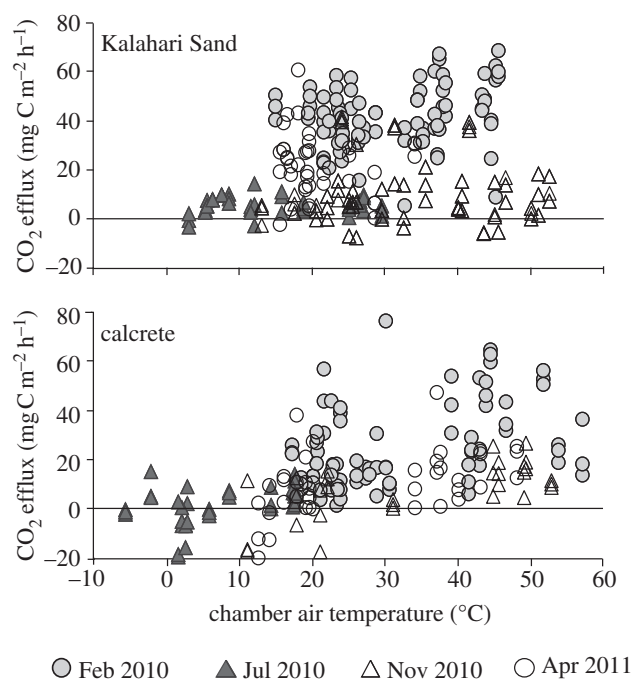 80
Kalahari Sand
60
40
20
0
−20
CO2 efflux (mg C m−2 h−1)
80
calcrete
60
40
20
0
−20
CO2 efflux (mg C m−2 h−1)
−10 0 10 20 30 40 50 60
chamber air temperature (°C)
Feb 2010 Jul 2010 Nov 2010 Apr 2011